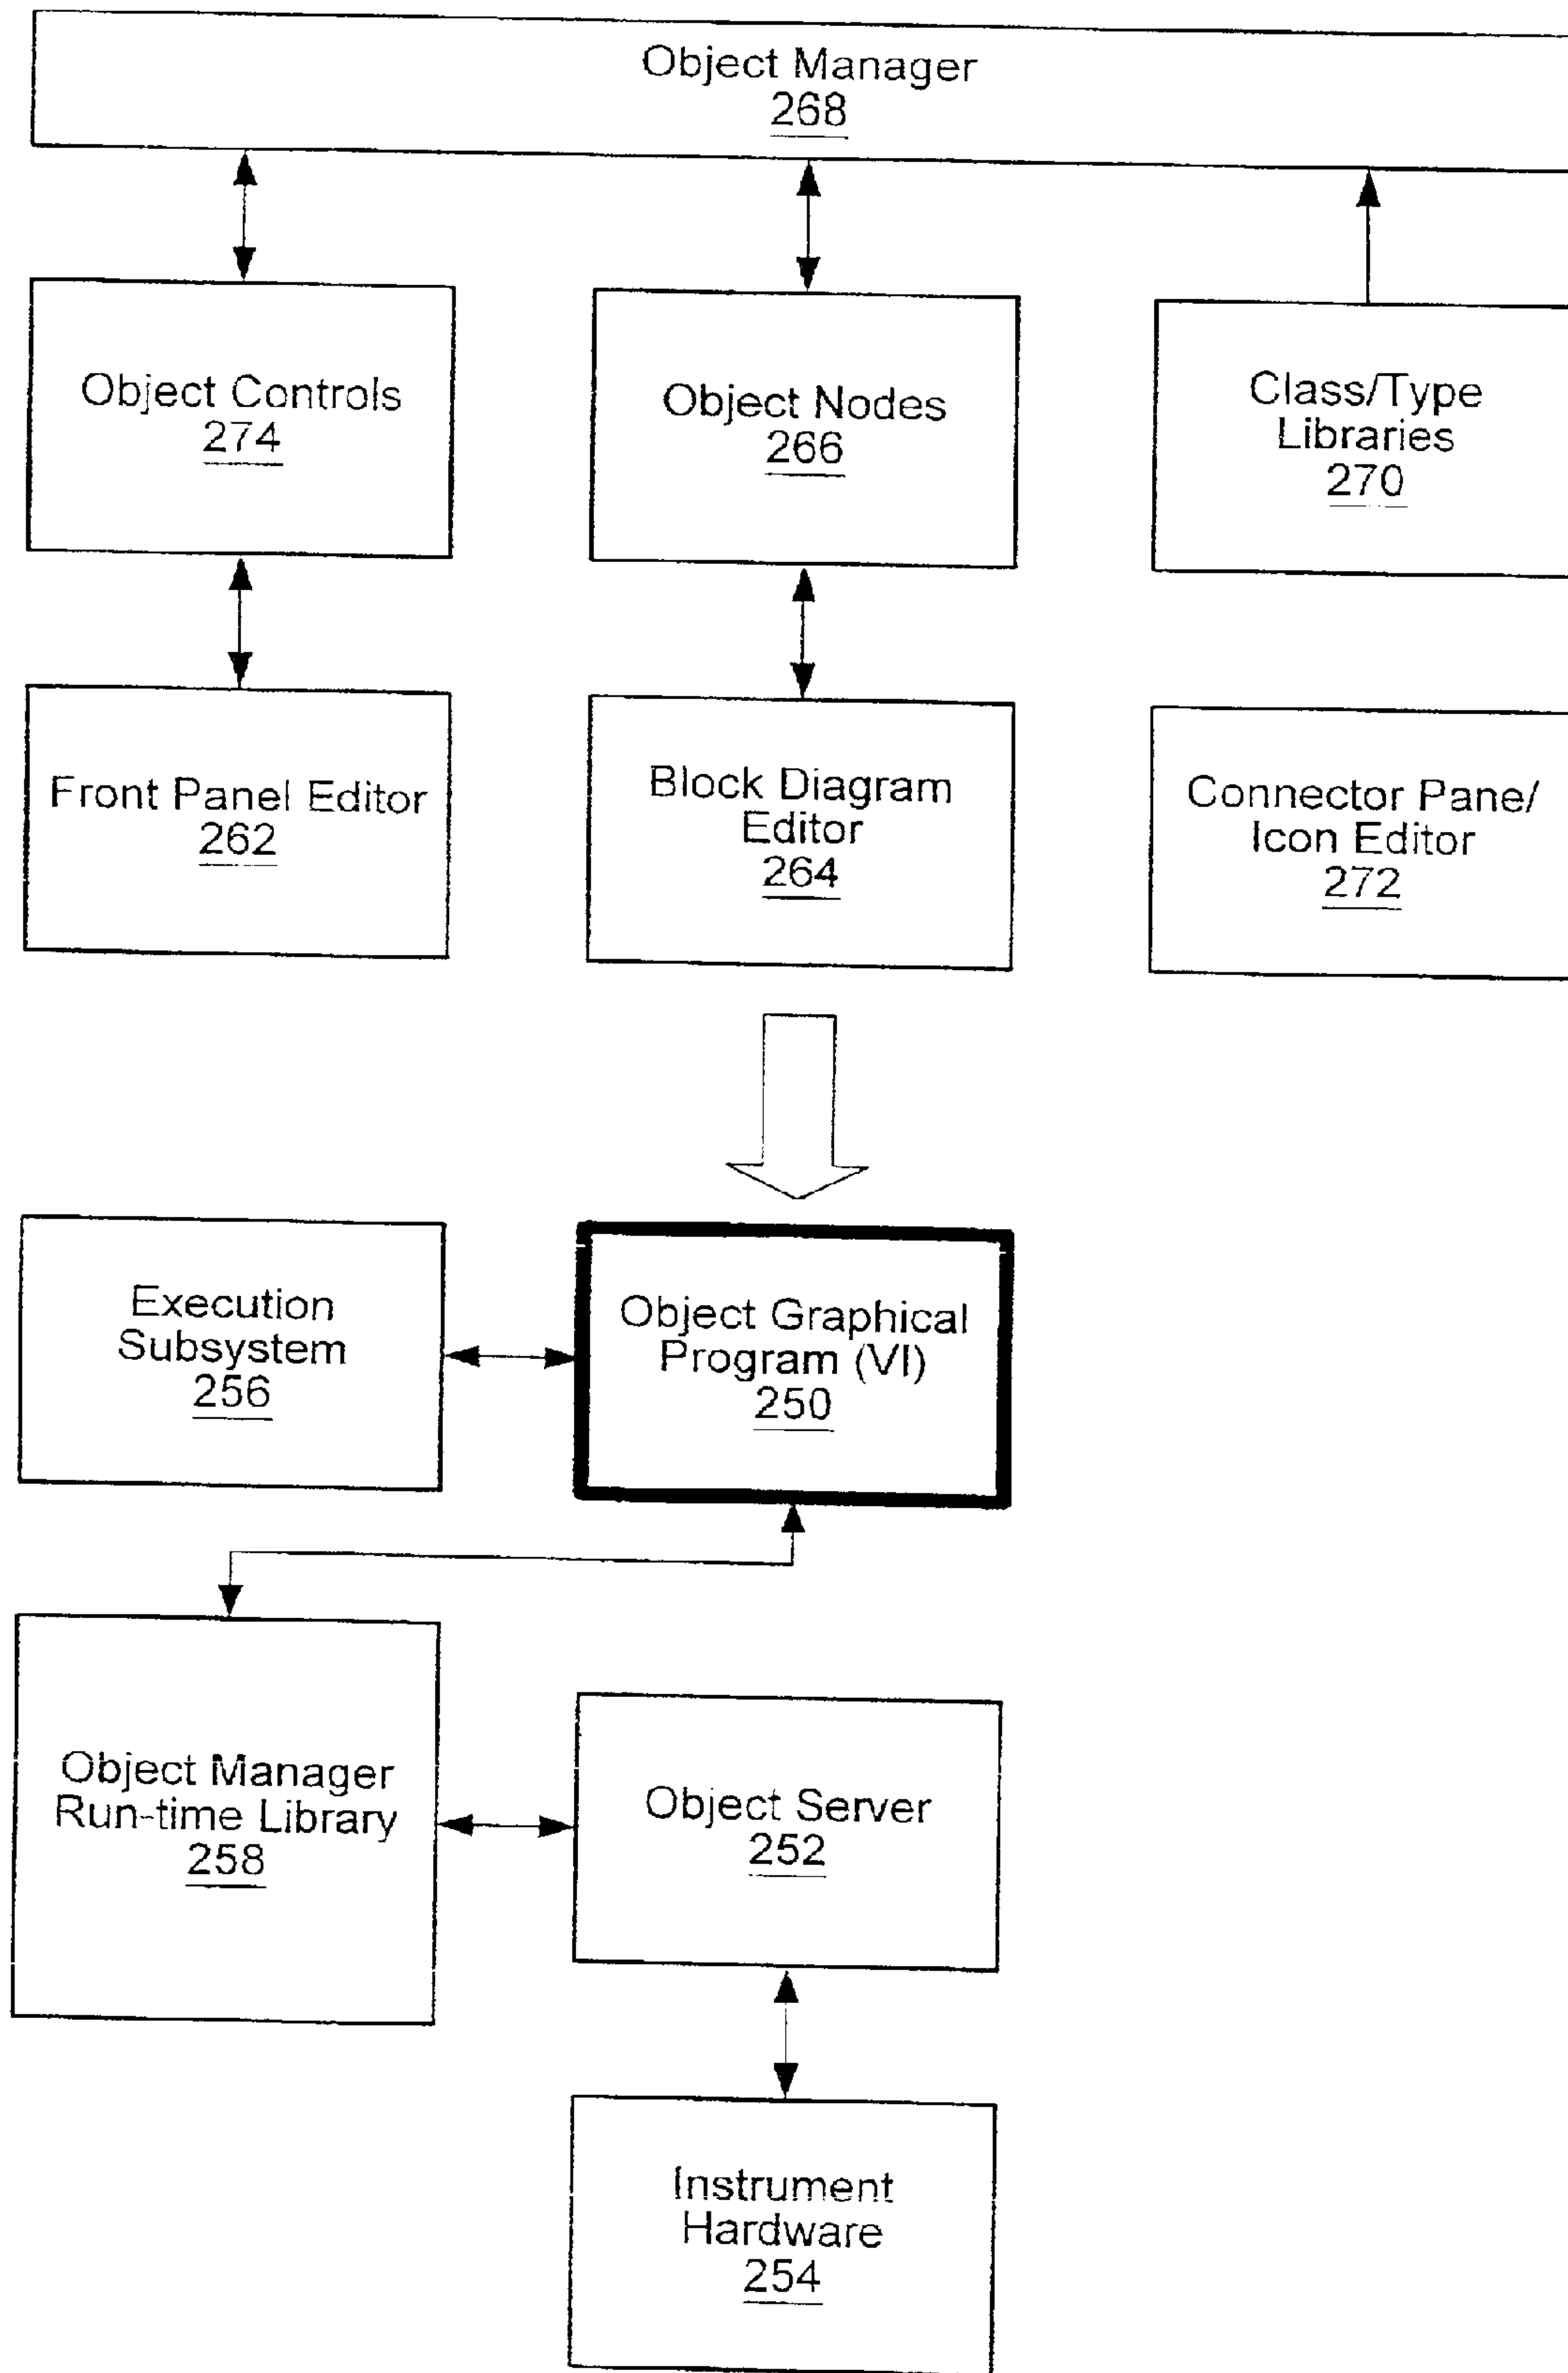 Object Manager
268
Object Controls
274
Object Nodes
266
Class/Type
Libraries
270
Front Panel Editor
262
Block Diagram
Editor
264
Connector Pane/
Icon Editor
272
Execution
Subsystem
256
Object Graphical
Program (VI)
250
Object Manager
Run-time Library
258
Object Server
252
Instrument
Hardware
254